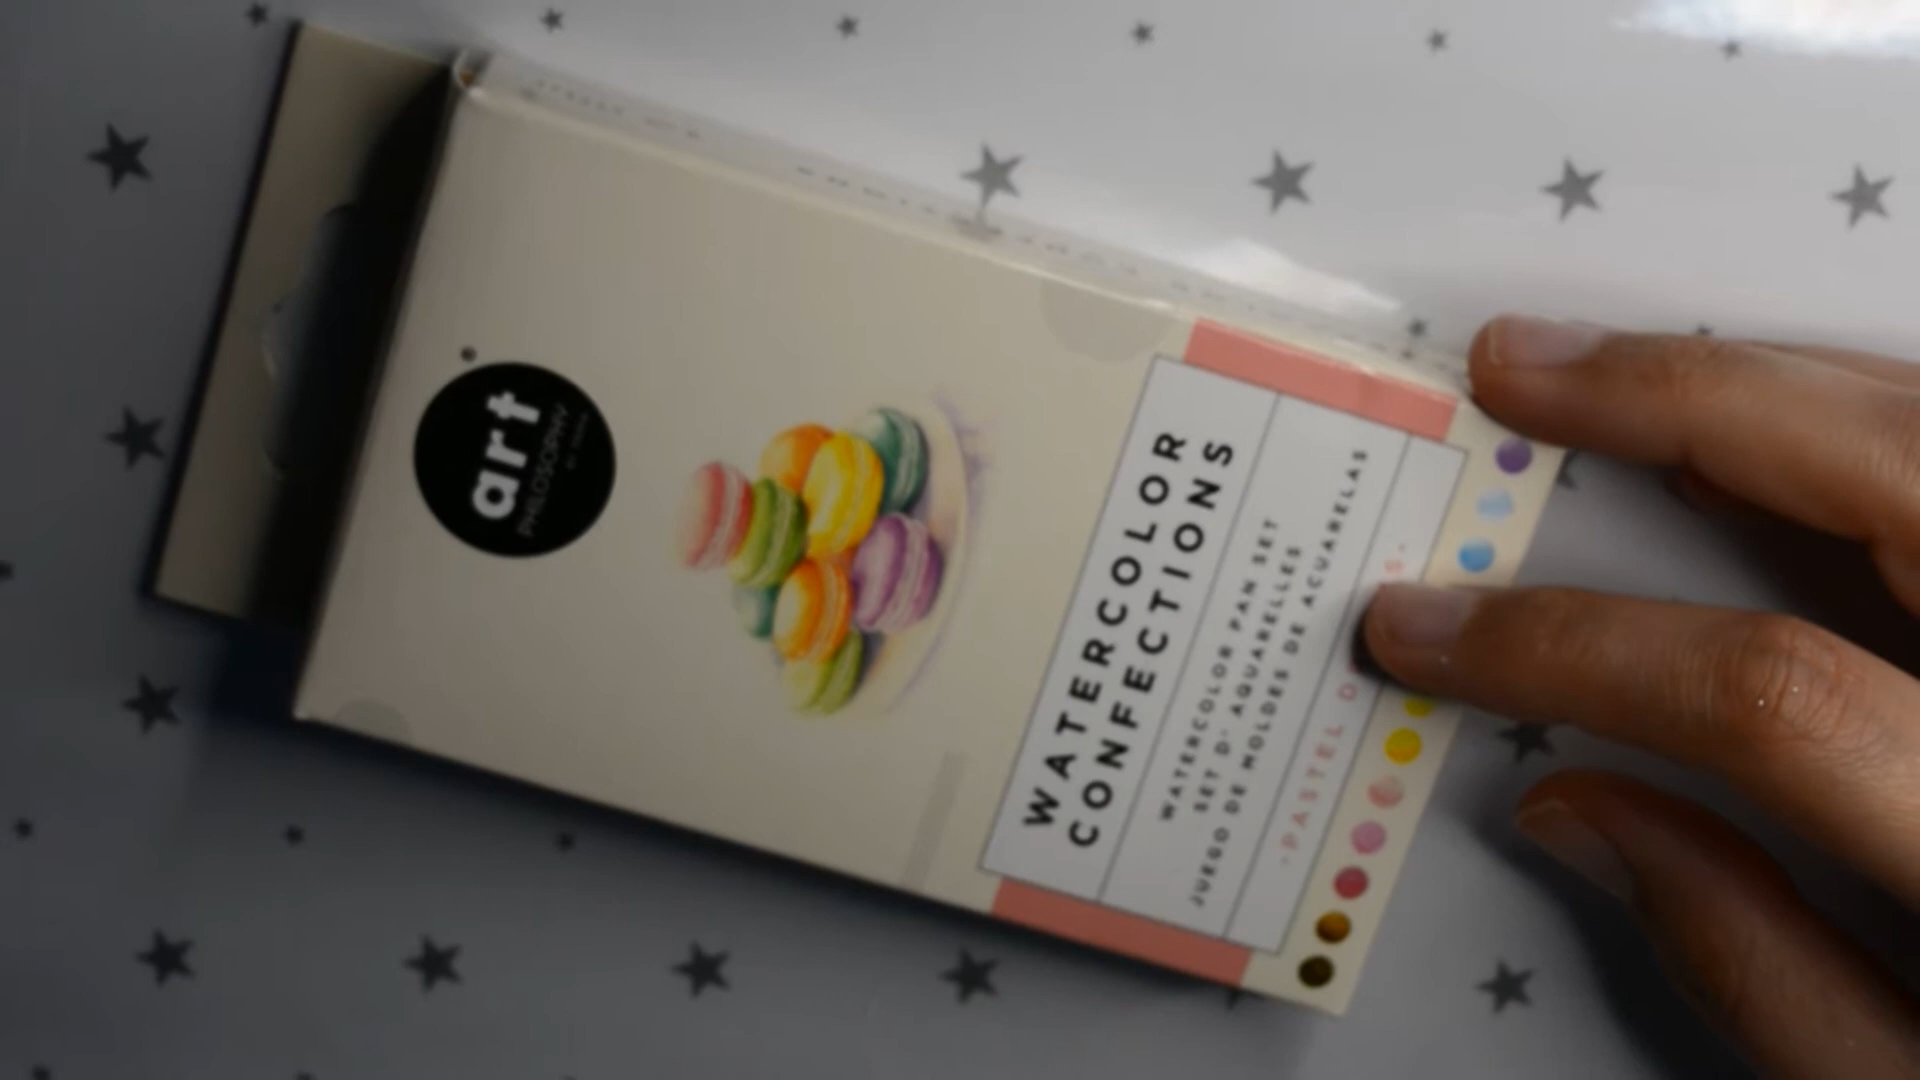 art
PHILOSOPHY
WATERCOLOR
CONFECTIONS
WATERCOLOR PAN SET
SET D' AQUARELLES
JUEGO DE MOLDES DE ACUARELAS
PASTEL